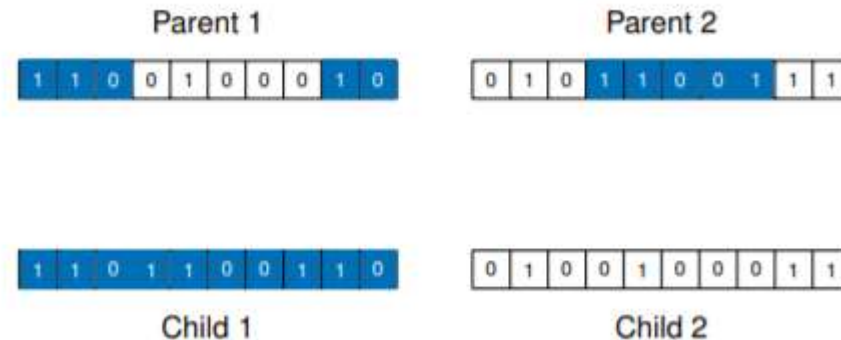 Parent 1 Parent 2
1 1 0 0 1 0 0 0 1 0 0 1 0 1 1 0 0 1 1 1
1 1 0 1 1 0 0 1 1 0 0 1 0 0 1 0 0 0 1 1
Child 1 Child 2